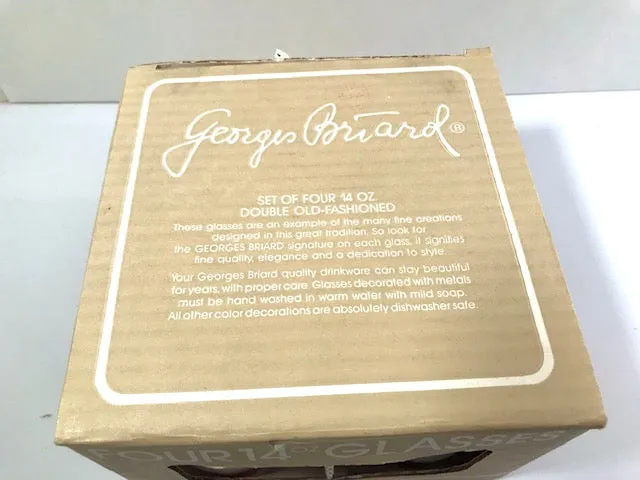 Georges Briard ®
SET OF FOUR 14 OZ.
DOUBLE OLD-FASHIONED
These glasses are an example of the many fine creations
designed in this great tradition. So look for
the GEORGES BRIARD signature on each glass, it signifies
fine quality, elegance and a dedication to style.
Your Georges Briard quality drinkware can stay beautiful
for years, with proper care. Glasses decorated with metals
must be hand washed in warm water with mild soap.
All other color decorations are absolutely dishwasher safe.
FOUR 14 OZ GLASSES